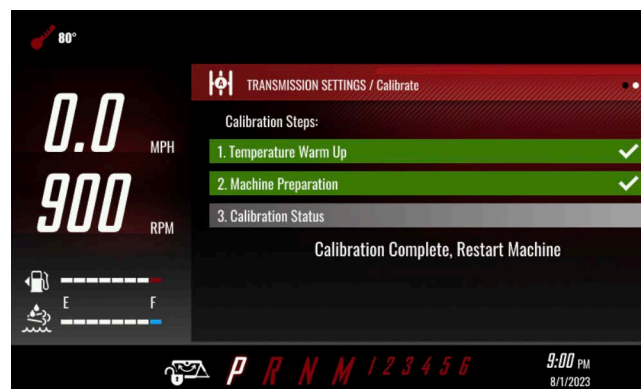 80°
TRANSMISSION SETTINGS / Calibrate
Calibration Steps:
0.0 MPH
1. Temperature Warm Up
2. Machine Preparation
900 RPM
3. Calibration Status
Calibration Complete, Restart Machine
E F
P R N M 1 2 3 4 5 6
9:00 PM
8/1/2023